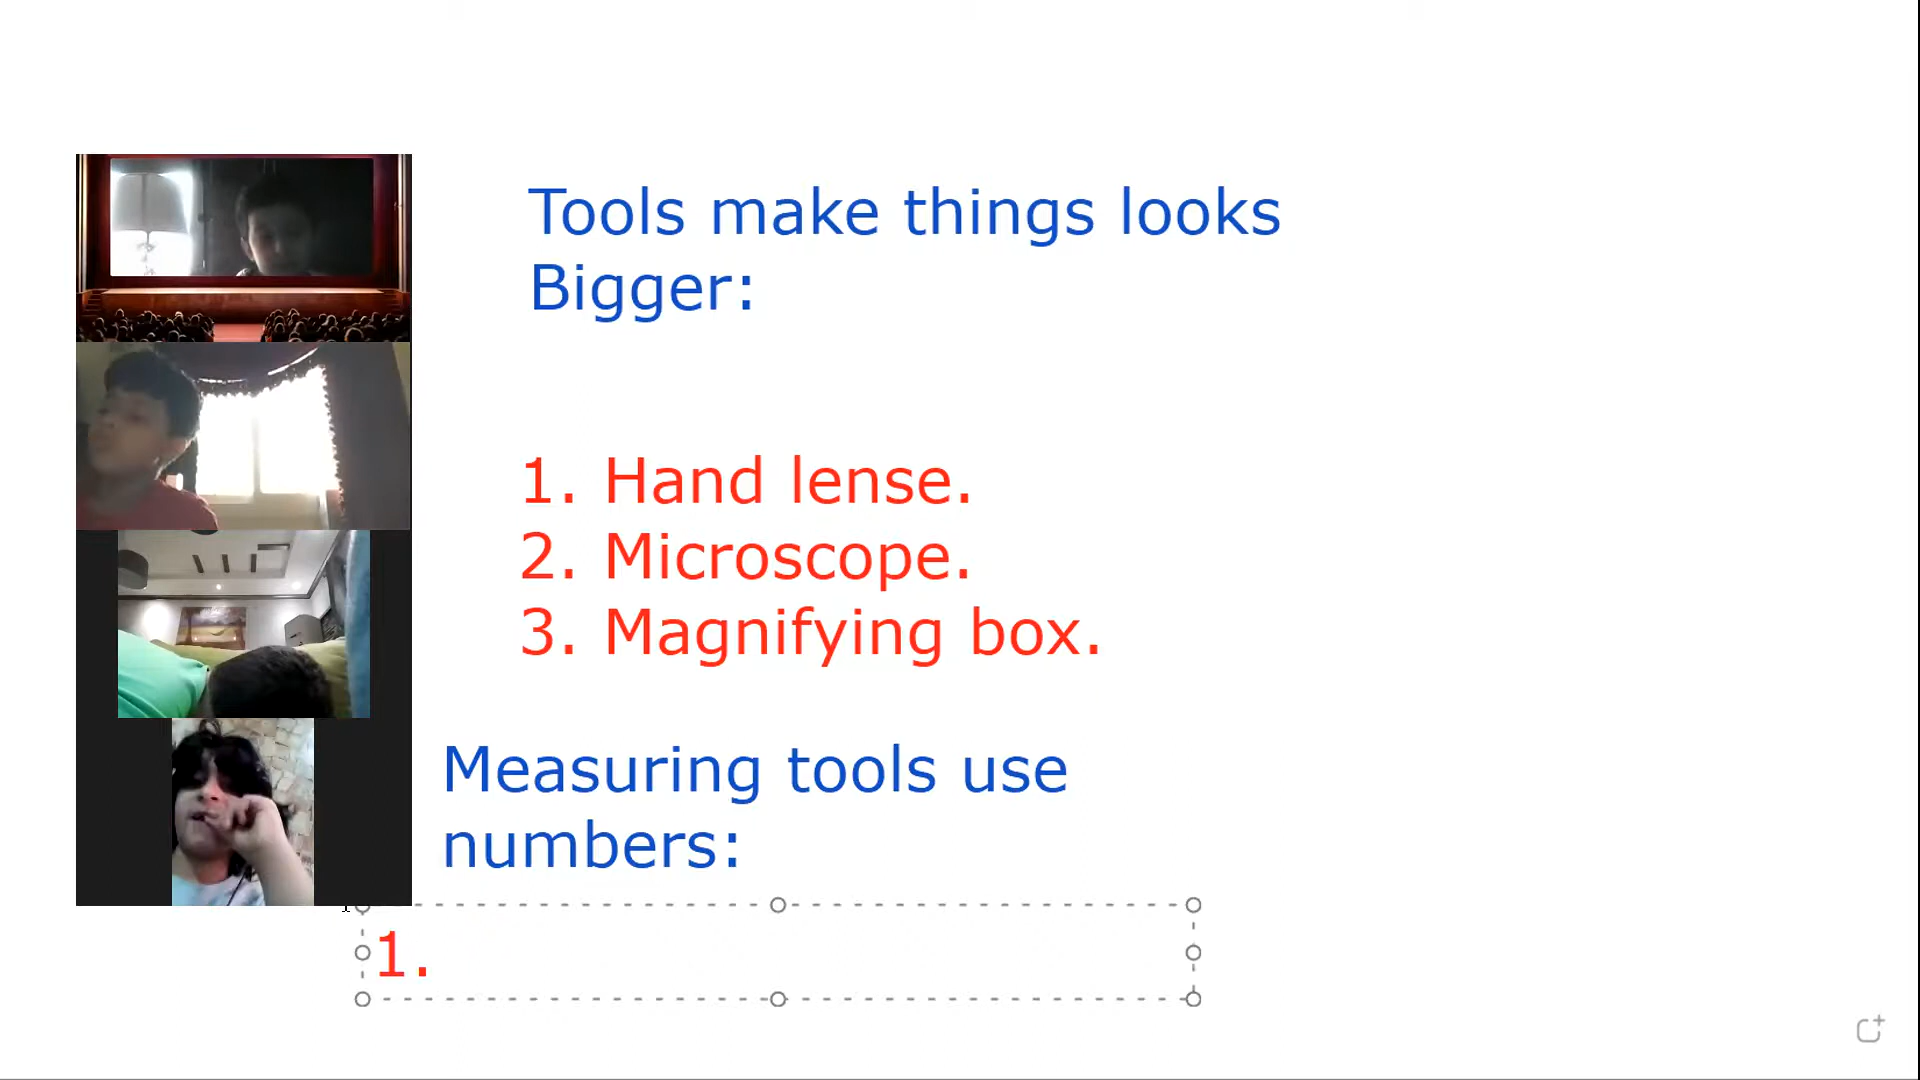 Tools make things looks
Bigger:
1. Hand lense.
2. Microscope.
3. Magnifying box.
Measuring tools use
numbers:
1.